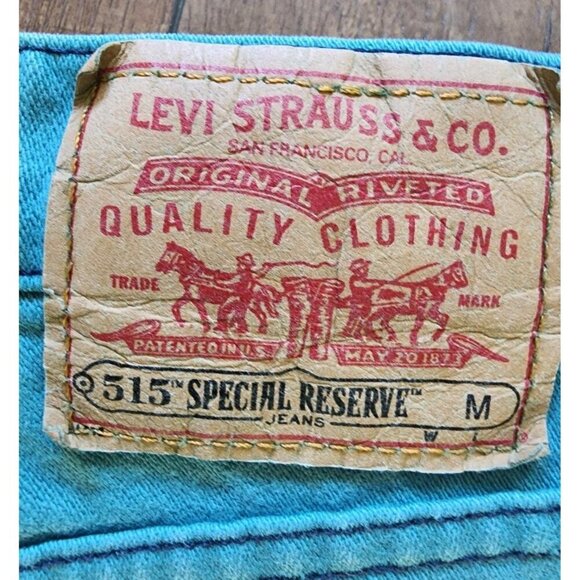 LEVI STRAUSS & CO.
SAN FRANCISCO, CAL.
ORIGINAL RIVETED
QUALITY CLOTHING
TRADE MARK
PATENTED IN U.S. MAY 20 1873
515™ SPECIAL RESERVE™ M
JEANS
W L ®